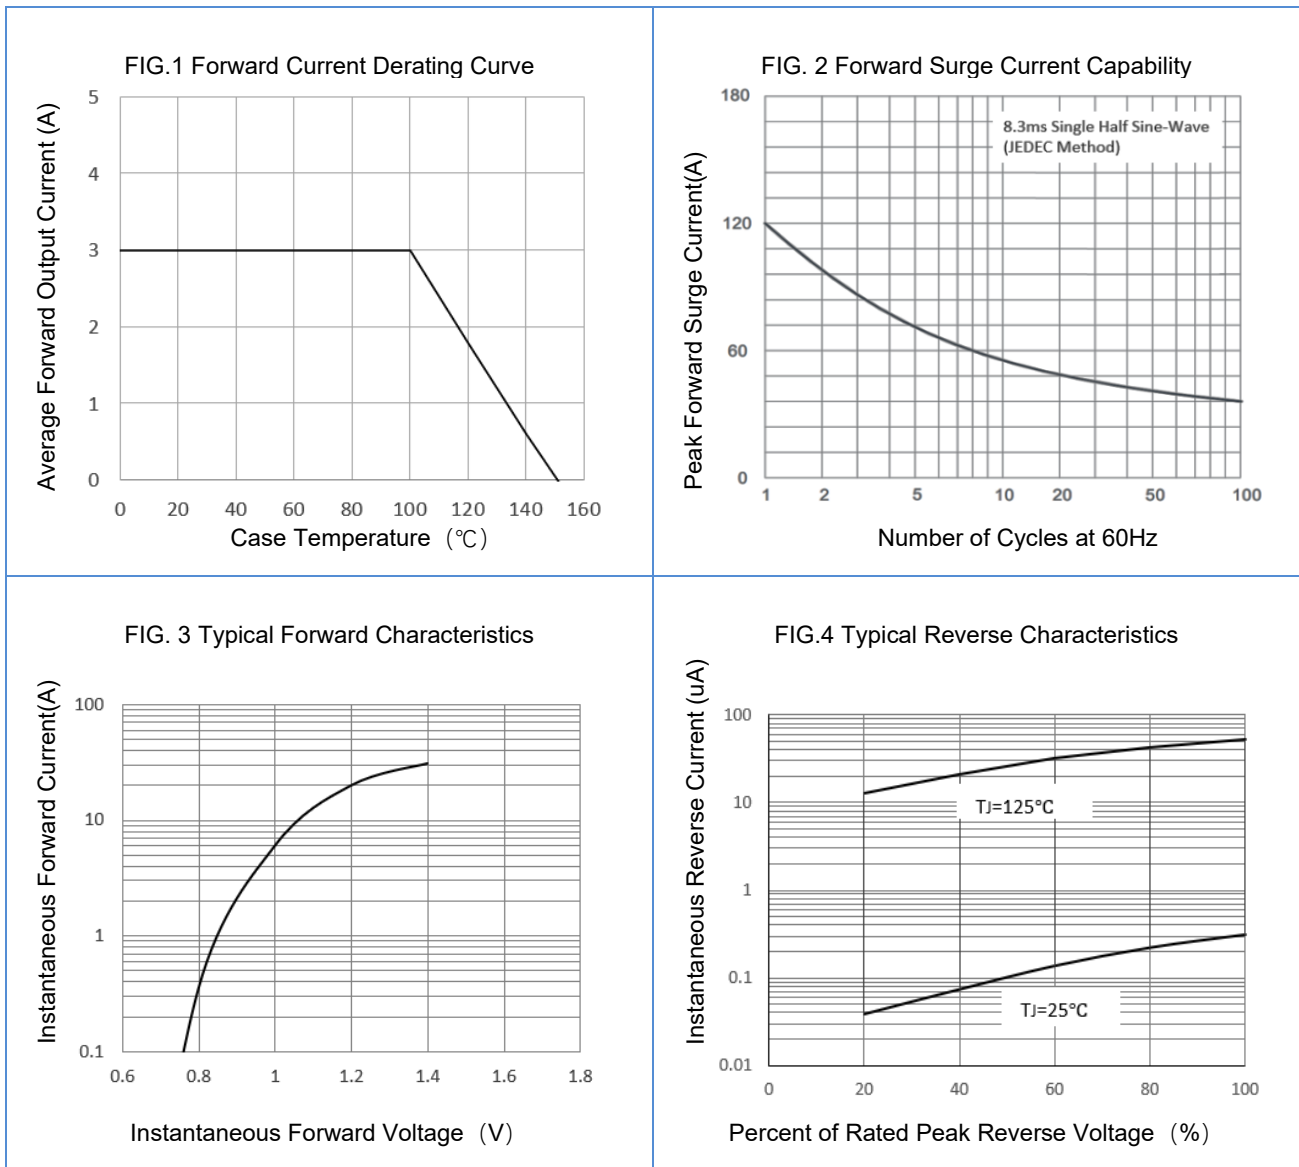 FIG.1 Forward Current Derating Curve
Average Forward Output Current (A)
5
4
3
2
1
0
0 20 40 60 80 100 120 140 160
Case Temperature（℃）
FIG. 2 Forward Surge Current Capability
Peak Forward Surge Current(A)
180
120
60
0
8.3ms Single Half Sine-Wave
(JEDEC Method)
1 2 5 10 20 50 100
Number of Cycles at 60Hz
FIG. 3 Typical Forward Characteristics
Instantaneous Forward Current(A)
100
10
1
0.1
0.6 0.8 1 1.2 1.4 1.6 1.8
Instantaneous Forward Voltage（V）
FIG.4 Typical Reverse Characteristics
Instantaneous Reverse Current (uA)
100
10
1
0.1
0.01
TJ=125℃
TJ=25℃
0 20 40 60 80 100
Percent of Rated Peak Reverse Voltage（%）